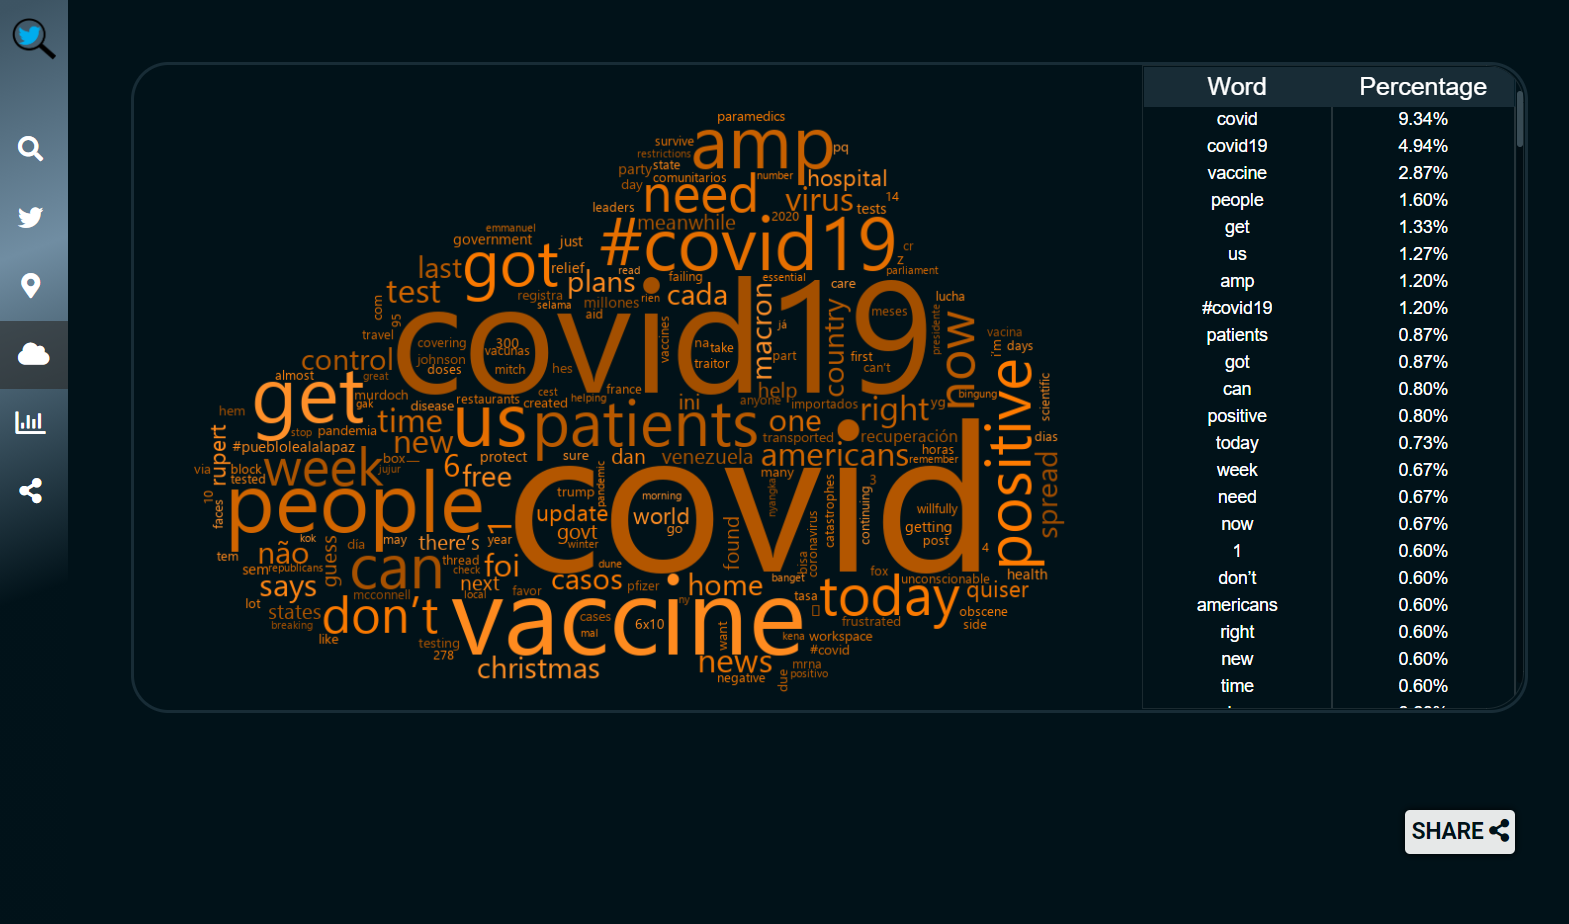 paramedics
survive
amp
pq
restrictions
party
state
comunitarios
number
hospital
day
need
virus
14
leaders
meanwhile
2020
tests
emmanuel
government
just
#covid19
cr
z
last
got
relief
read
failing
essential
parliament
test
registra
plans
cada
care
lucha
com
selama
millones
rien
macron
95
aid
covid19
country
meses
presidente
now
travel
covering
300
vacunas
vaccines
na
take
já
vacina
i'm
days
control
johnson
doses
mitch
hes
traitor
part
first
can't
almost
great
get
murdoch
gak
disease
restaurants
cest
created
helping
france
ini
help
anyone
importados
right
yg
bingung
positive
scientific
hem
stop
pandemia
time
us
patients
one
transported
recuperación
dias
rupert
#pueblolealalapaz
new
box—
protect
sure
dan
venezuela
americans
horas
remember
via
block
tested
week
jujur
6
free
many
spread
10
people
trump
pandemic
morning
nyangka
catastrophes
3
continuing
willfully
faces
update
world
go
getting
post
kok
1
govt
winter
covid
found
coronavirus
bisa
4
tem
não
día
may
there’s
year
sem
republicans
guess
can
thread
check
foi
dune
banget
fox
unconscionable
health
says
mcconnell
next
local
favor
casos
pfizer
home
tasa
today
quiser
lot
states
breaking
don’t
vaccine
cases
6x10
ny
obscene
side
like
testing
278
mal
want
kena
workspace
frustrated
#covid
christmas
news
negative
due
mrna
positivo
Word Percentage
covid 9.34%
covid19 4.94%
vaccine 2.87%
people 1.60%
get 1.33%
us 1.27%
amp 1.20%
#covid19 1.20%
patients 0.87%
got 0.87%
can 0.80%
positive 0.80%
today 0.73%
week 0.67%
need 0.67%
now 0.67%
1 0.60%
don’t 0.60%
americans 0.60%
right 0.60%
new 0.60%
time 0.60%
SHARE